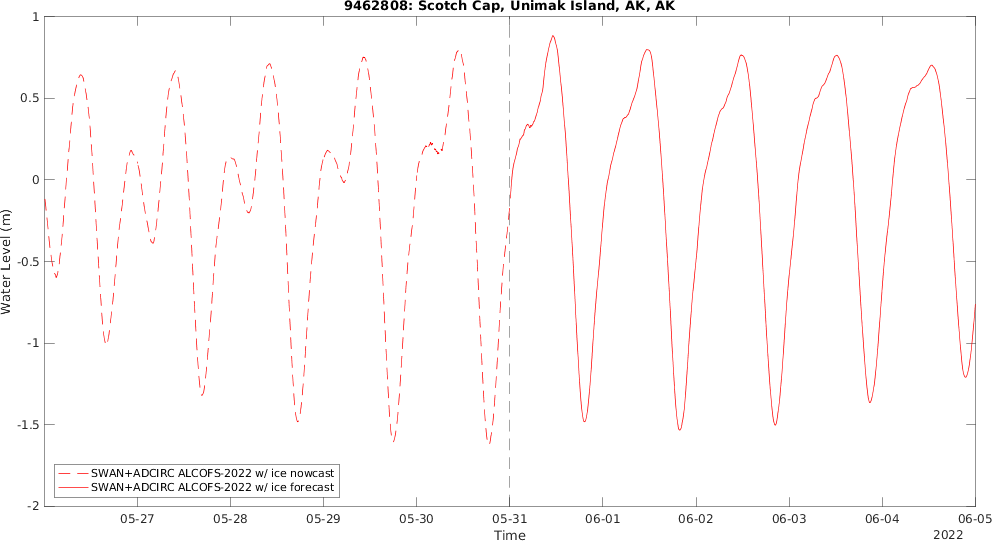 9462808: Scotch Cap, Unimak Island, AK, AK
1
0.5
0
-0.5
-1
-1.5
-2
Water Level (m)
SWAN+ADCIRC ALCOFS-2022 w/ ice nowcast
SWAN+ADCIRC ALCOFS-2022 w/ ice forecast
05-27 05-28 05-29 05-30 05-31 06-01 06-02 06-03 06-04 06-05
Time
2022